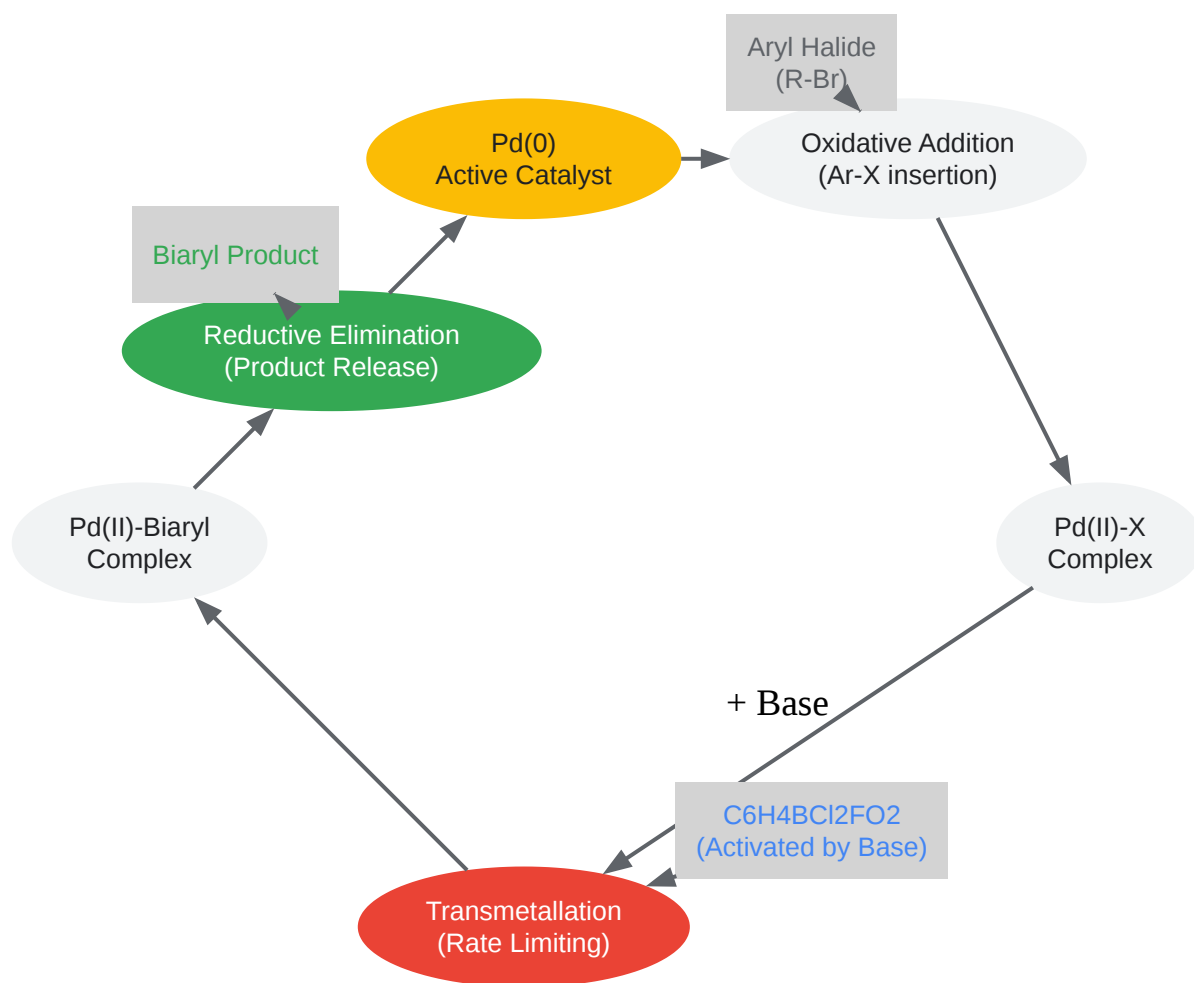 Aryl Halide
(R-Br)
Pd(0)
Active Catalyst
Oxidative Addition
(Ar-X insertion)
Biaryl Product
Reductive Elimination
(Product Release)
Pd(II)-Biaryl
Complex
Pd(II)-X
Complex
+ Base
C6H4BCl2FO2
(Activated by Base)
Transmetallation
(Rate Limiting)